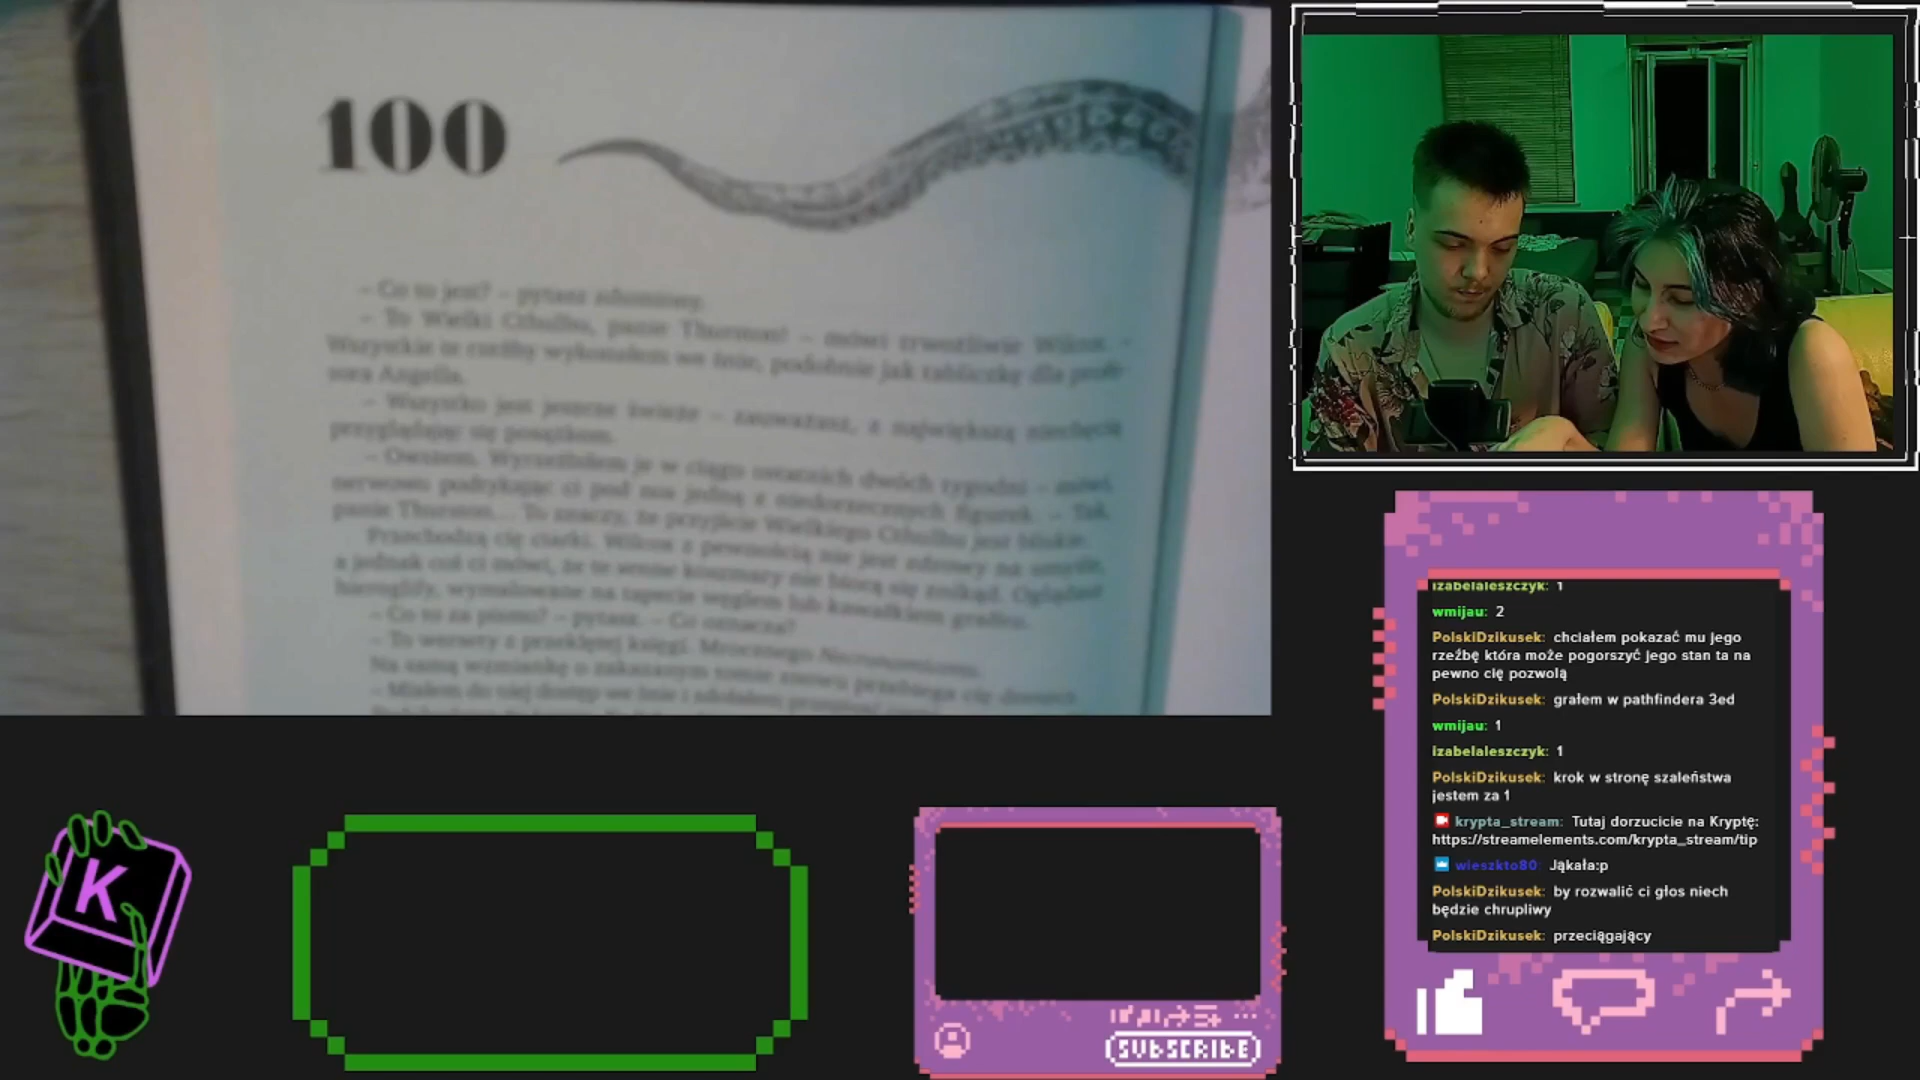 100
– Co to jest? – pytasz zdumiony.
– To Wielki Cthulhu, panie Thurston! – mówi trwożliwie Wilcox. –
Wszystkie te rzeźby wykonałem we śnie, podobnie jak tabliczkę dla profe-
sora Angella.
– Wszystko jest jeszcze świeże – zauważasz, z największą niechęcią
przyglądając się posążkom.
– Owszem. Wyrzeźbiłem je w ciągu ostatnich dwóch tygodni – mówi
nerwowo podtykając ci pod nos jedną z niedorzecznych figurek. – Tak,
panie Thurston... To znaczy, że przyjście Wielkiego Cthulhu jest bliskie.
Przechodzą cię ciarki. Wilcox z pewnością nie jest zdrowy na umyśle,
a jednak coś ci mówi, że te senne koszmary nie biorą się znikąd. Oglądasz
hieroglify, wymalowane na tapecie węglem lub kawałkiem grafitu.
– Co to za pismo? – pytasz. – Co oznacza?
– To wersety z przeklętej księgi. Mrocznego Necronomiconu.
Na samą wzmiankę o zakazanym tomie znowu przebiega cię dreszcz.
– Miałem do niej dostęp we śnie i zdołałem
izabelaleszczyk: 1
wmijau: 2
PolskiDzikusek: chciałem pokazać mu jego
rzeźbę która może pogorszyć jego stan ta na
pewno cię pozwolą
PolskiDzikusek: grałem w pathfindera 3ed
wmijau: 1
izabelaleszczyk: 1
PolskiDzikusek: krok w stronę szaleństwa
jestem za 1
krypta_stream: Tutaj dorzucicie na Kryptę:
https://streamelements.com/krypta_stream/tip
wieszkto80: Jąkała:p
PolskiDzikusek: by rozwalić ci głos niech
będzie chrupliwy
PolskiDzikusek: przeciągający
K
SUBSCRIBE